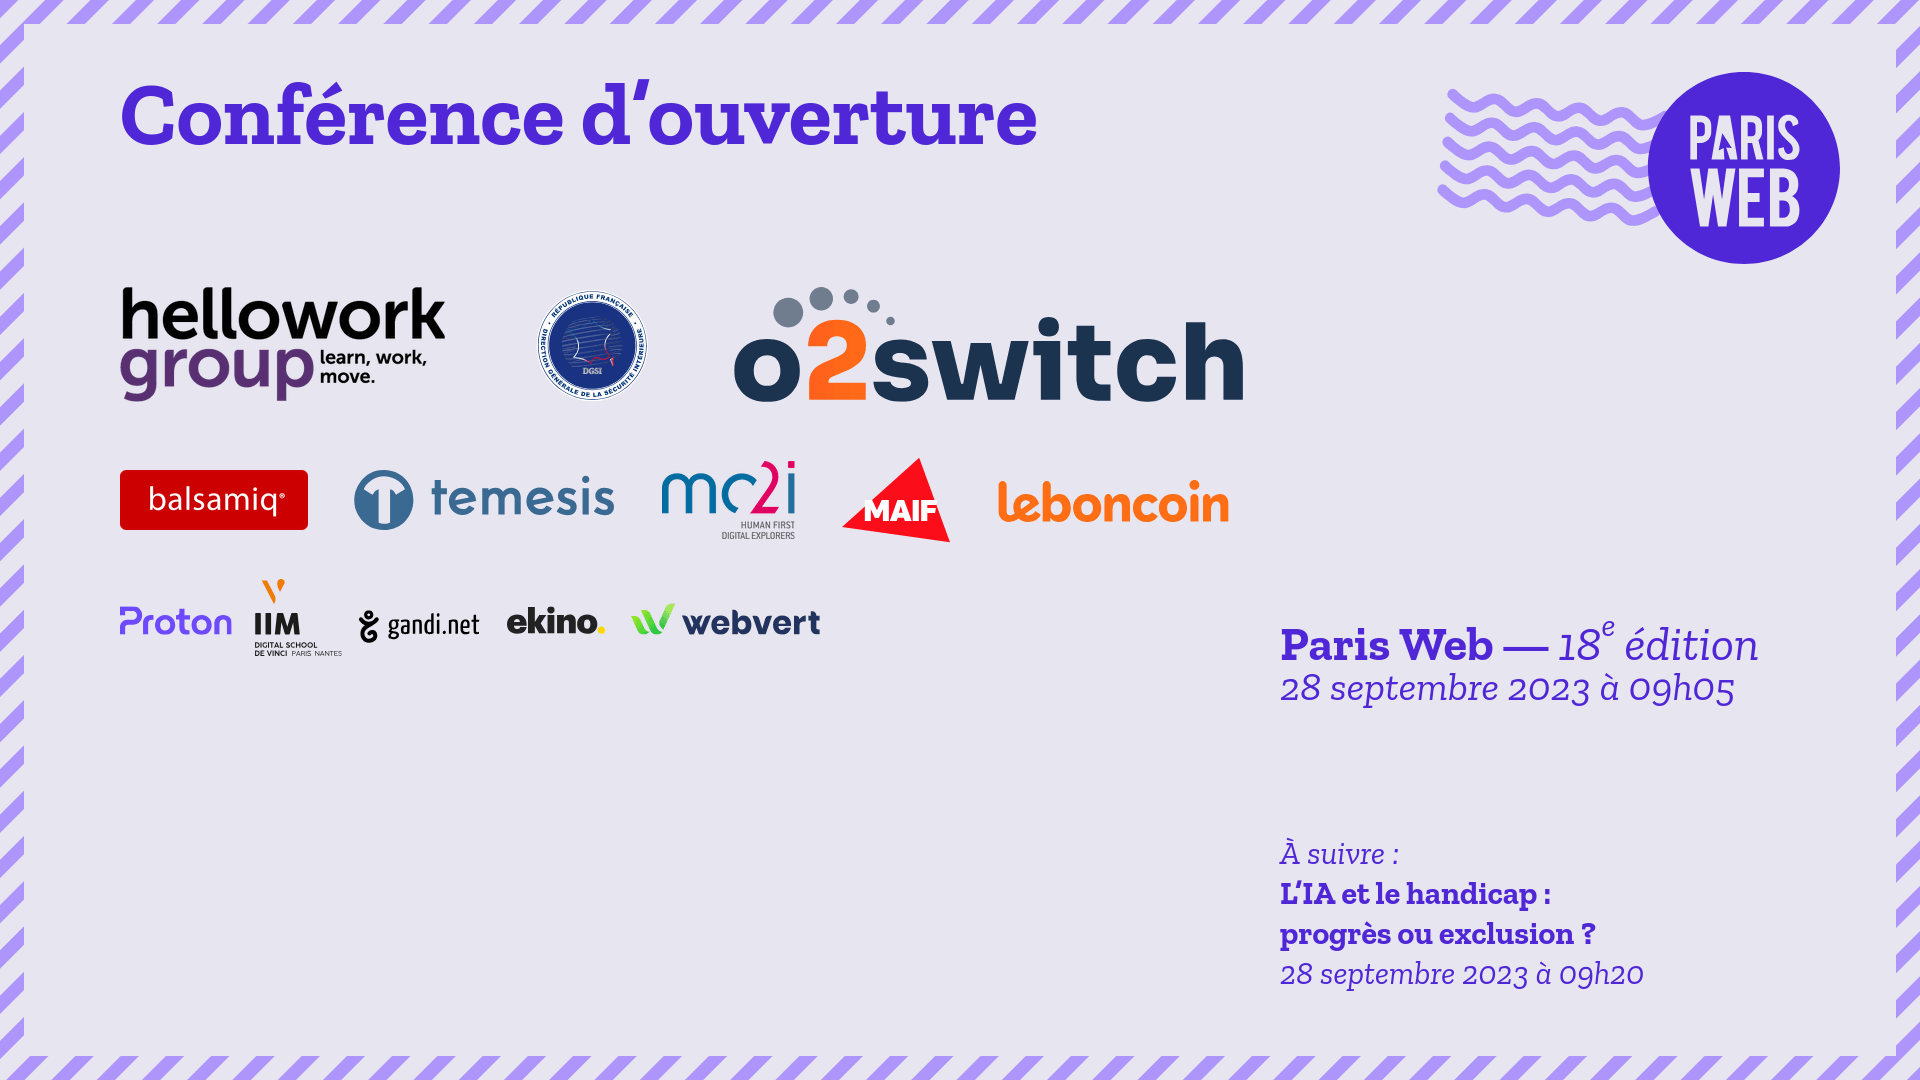 Conférence d’ouverture
PARIS
WEB
hellowork
group learn, work,
move.
RÉPUBLIQUE FRANÇAISE
DGSI
DIRECTION GÉNÉRALE DE LA SÉCURITÉ INTÉRIEURE
o2switch
balsamiq®
temesis
mc2i
HUMAN FIRST
DIGITAL EXPLORERS
MAIF
leboncoin
Proton
IIM
DIGITAL SCHOOL
DE VINCI PARIS NANTES
gandi.net
ekino.
webvert
Paris Web — 18e édition
28 septembre 2023 à 09h05
À suivre :
L’IA et le handicap :
progrès ou exclusion ?
28 septembre 2023 à 09h20